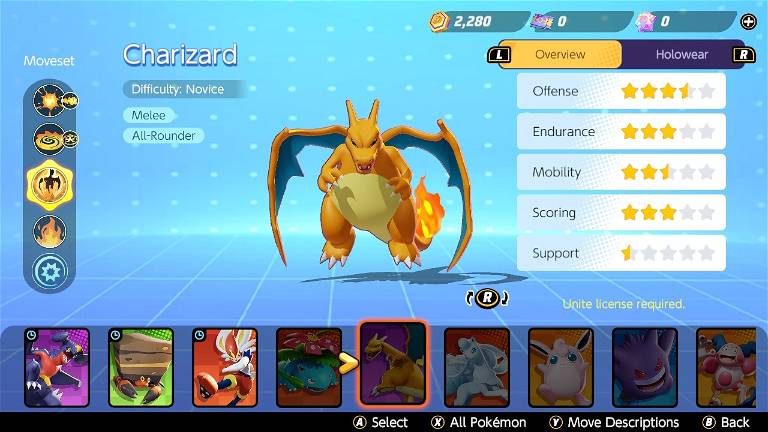 2,280 0 0
Moveset
Charizard
Difficulty: Novice
Melee
All-Rounder
L Overview Holowear R
Offense
Endurance
Mobility
Scoring
Support
R
Unite license required.
A Select X All Pokémon Y Move Descriptions B Back